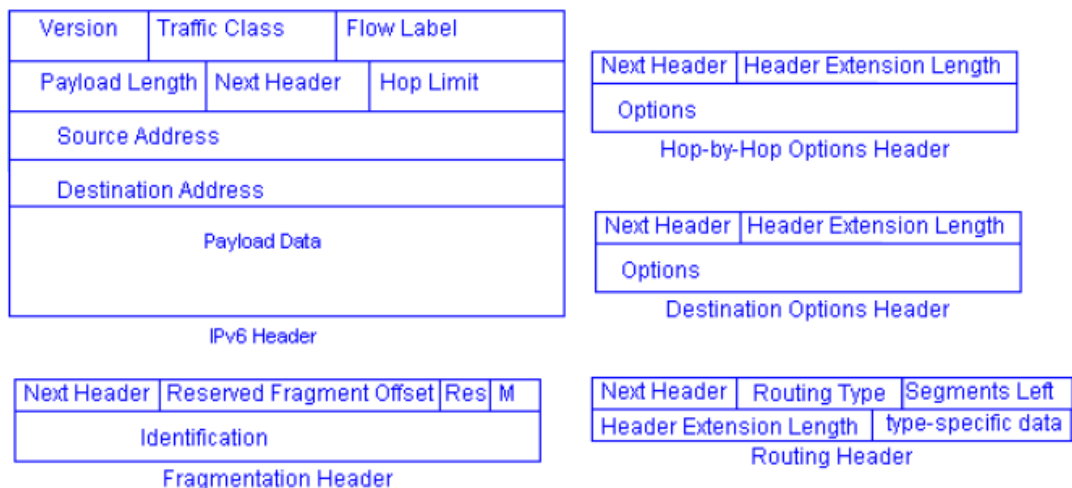 Version Traffic Class Flow Label
Payload Length Next Header Hop Limit
Source Address
Destination Address
Payload Data
IPv6 Header
Next Header Header Extension Length
Options
Hop-by-Hop Options Header
Next Header Header Extension Length
Options
Destination Options Header
Next Header Reserved Fragment Offset Res M
Identification
Fragmentation Header
Next Header Routing Type Segments Left
Header Extension Length type-specific data
Routing Header